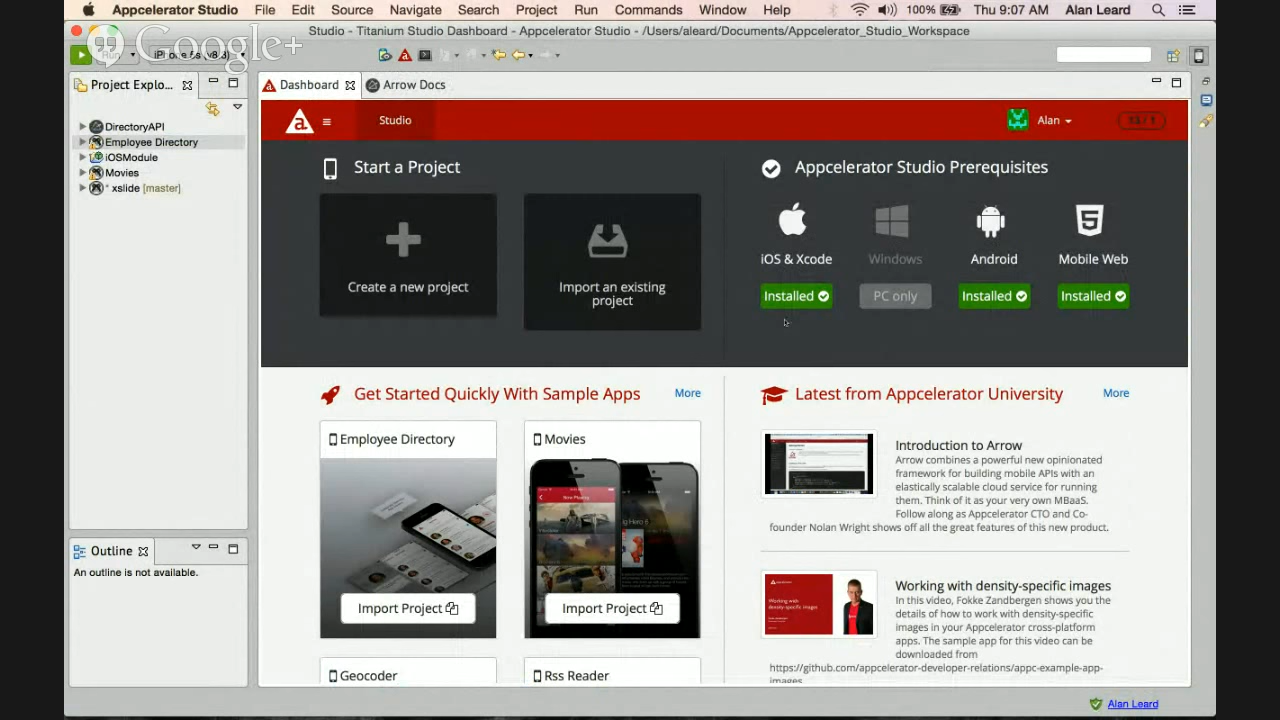 Appcelerator Studio File Edit Source Navigate Search Project Run Commands Window Help 100% Thu 9:07 AM Alan Leard
Studio - Titanium Studio Dashboard - Appcelerator Studio - /Users/aleard/Documents/Appcelerator_Studio_Workspace
Google+
Project Explo...
Dashboard
Arrow Docs
DirectoryAPI
Employee Directory
iOSModule
Movies
* xslide [master]
Studio
Alan
Start a Project
Create a new project
Import an existing
project
Appcelerator Studio Prerequisites
iOS & Xcode
Windows
Android
Mobile Web
Installed
PC only
Installed
Installed
Get Started Quickly With Sample Apps
More
Employee Directory
Import Project
Movies
Now Playing
Import Project
Geocoder
Rss Reader
Latest from Appcelerator University
More
Introduction to Arrow
Arrow combines a powerful new opinionated
framework for building mobile APIs with an
elastically scalable cloud service for running
them. Think of it as your very own MBaaS.
Follow along as Appcelerator CTO and Co-
founder Nolan Wright shows off all the great features of this new product.
Working with density-specific images
In this video, Fokke Zandbergen shows you the
details of how to work with density-specific
images in your Appcelerator cross-platform
apps. The sample app for this video can be
downloaded from
https://github.com/appcelerator-developer-relations/appc-example-app-
images.
Working with
density-specific
images
Outline
An outline is not available.
Alan Leard